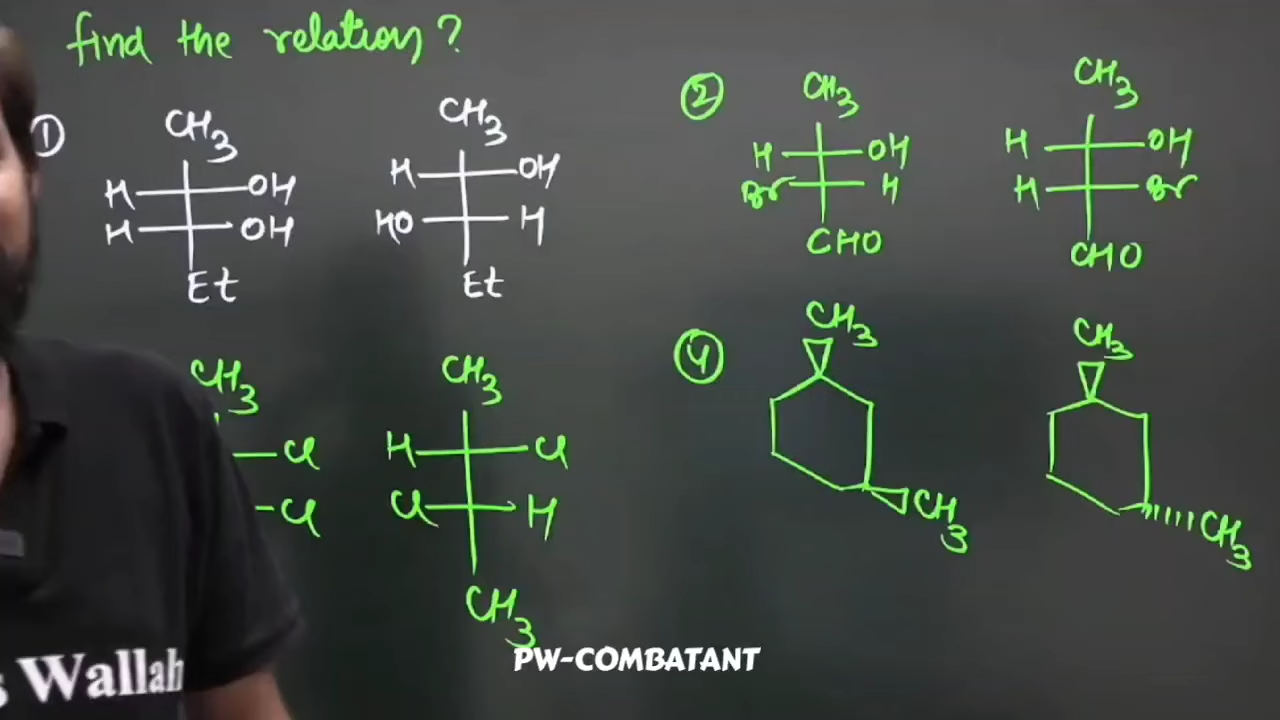 find the relation?
① CH3 CH3
H OH H OH
H OH HO H
Et Et
② CH3 CH3
H OH H OH
Br H H Br
CHO CHO
CH3 CH3
Cl H Cl
Cl Cl H
CH3
④ CH3 CH3
CH3 CH3
s Wallah
PW-COMBATANT